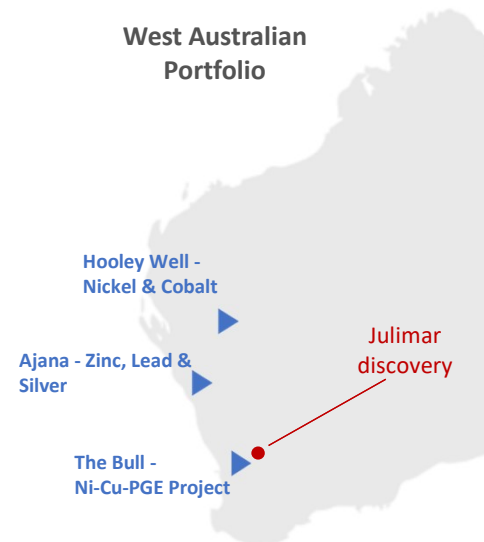 West Australian
Portfolio
Hooley Well -
Nickel & Cobalt
Ajana - Zinc, Lead &
Silver
Julimar
discovery
The Bull -
Ni-Cu-PGE Project